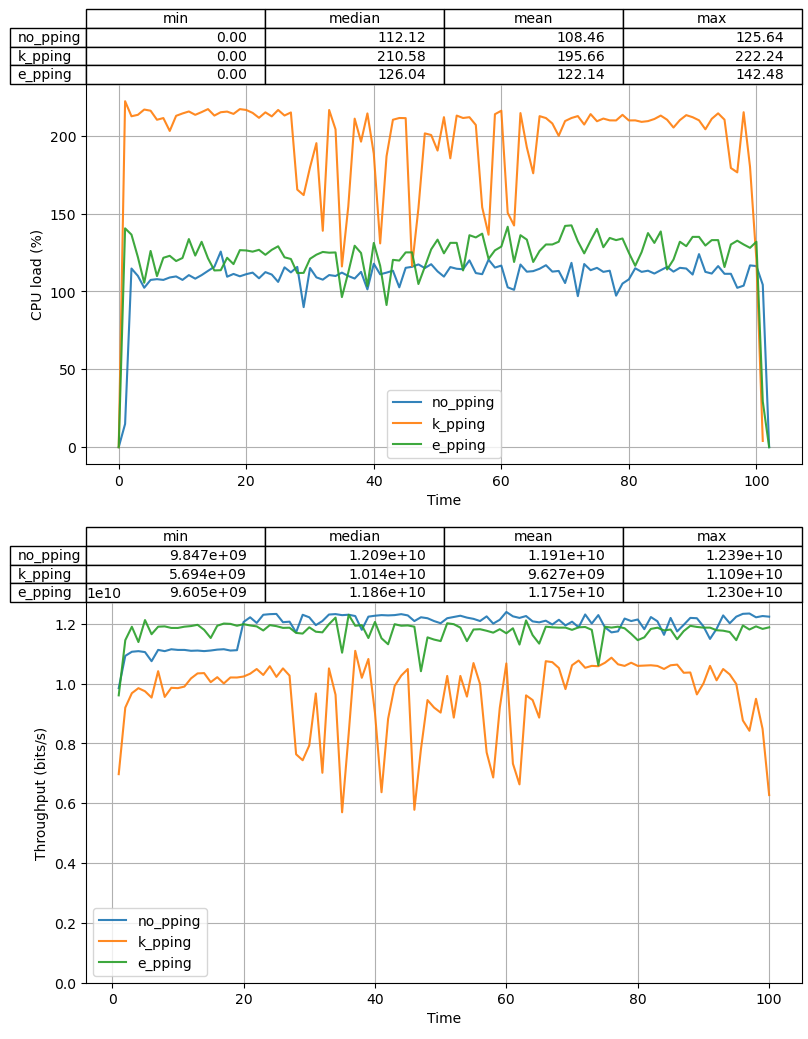 min median mean max
no_pping 0.00 112.12 108.46 125.64
k_pping 0.00 210.58 195.66 222.24
e_pping 0.00 126.04 122.14 142.48
200
150
100
50
0
CPU load (%)
no_pping
k_pping
e_pping
0 20 40 60 80 100
Time
min median mean max
no_pping 9.847e+09 1.209e+10 1.191e+10 1.239e+10
k_pping 5.694e+09 1.014e+10 9.627e+09 1.109e+10
e_pping 9.605e+09 1.186e+10 1.175e+10 1.230e+10
1e10
1.2
1.0
0.8
0.6
0.4
0.2
0.0
Throughput (bits/s)
no_pping
k_pping
e_pping
0 20 40 60 80 100
Time